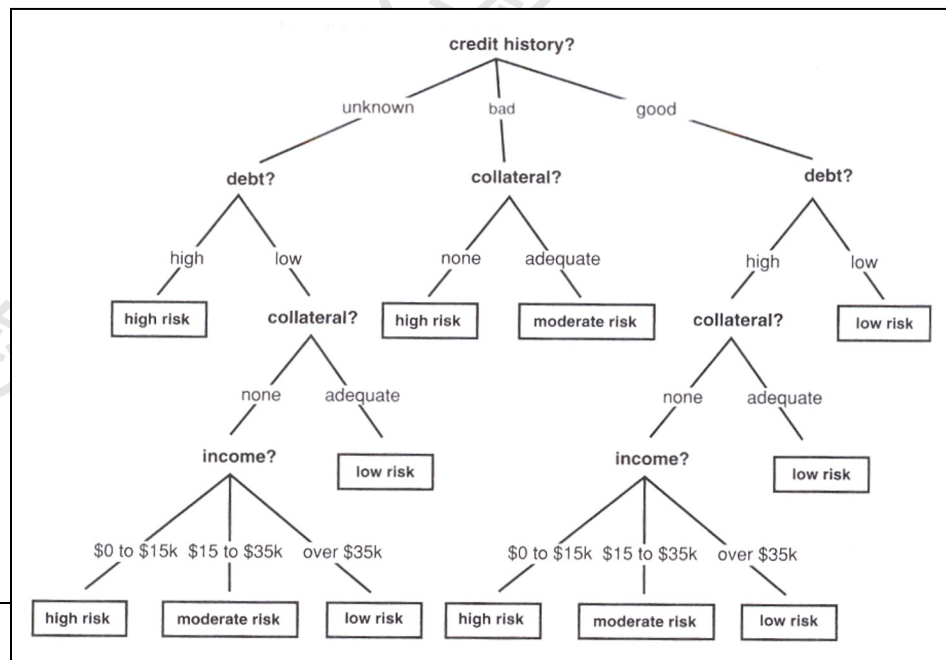 credit history?
unknown bad good
debt? collateral? debt?
high low none adequate high low
high risk collateral? high risk moderate risk collateral? low risk
none adequate none adequate
income? low risk income? low risk
$0 to $15k $15 to $35k over $35k $0 to $15k $15 to $35k over $35k
high risk moderate risk low risk high risk moderate risk low risk